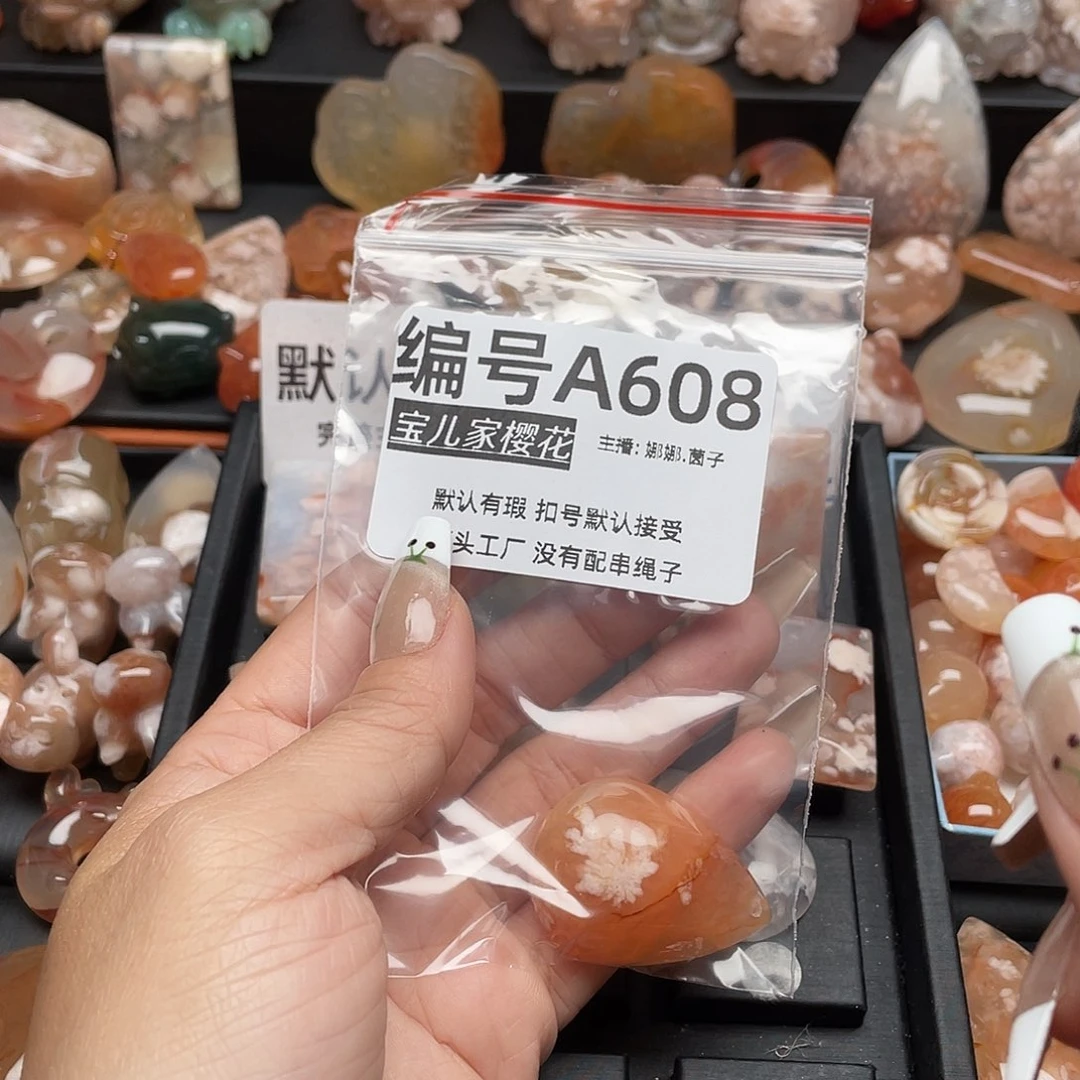 编号A608
宝儿家樱花
主播: 娜娜.菌子
默认有瑕 扣号默认接受
头工厂 没有配串绳子
默认